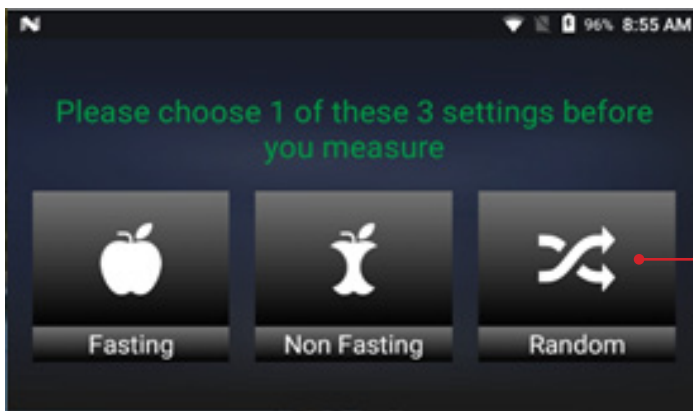 N 96% 8:55 AM
Please choose 1 of these 3 settings before
you measure
Fasting Non Fasting Random